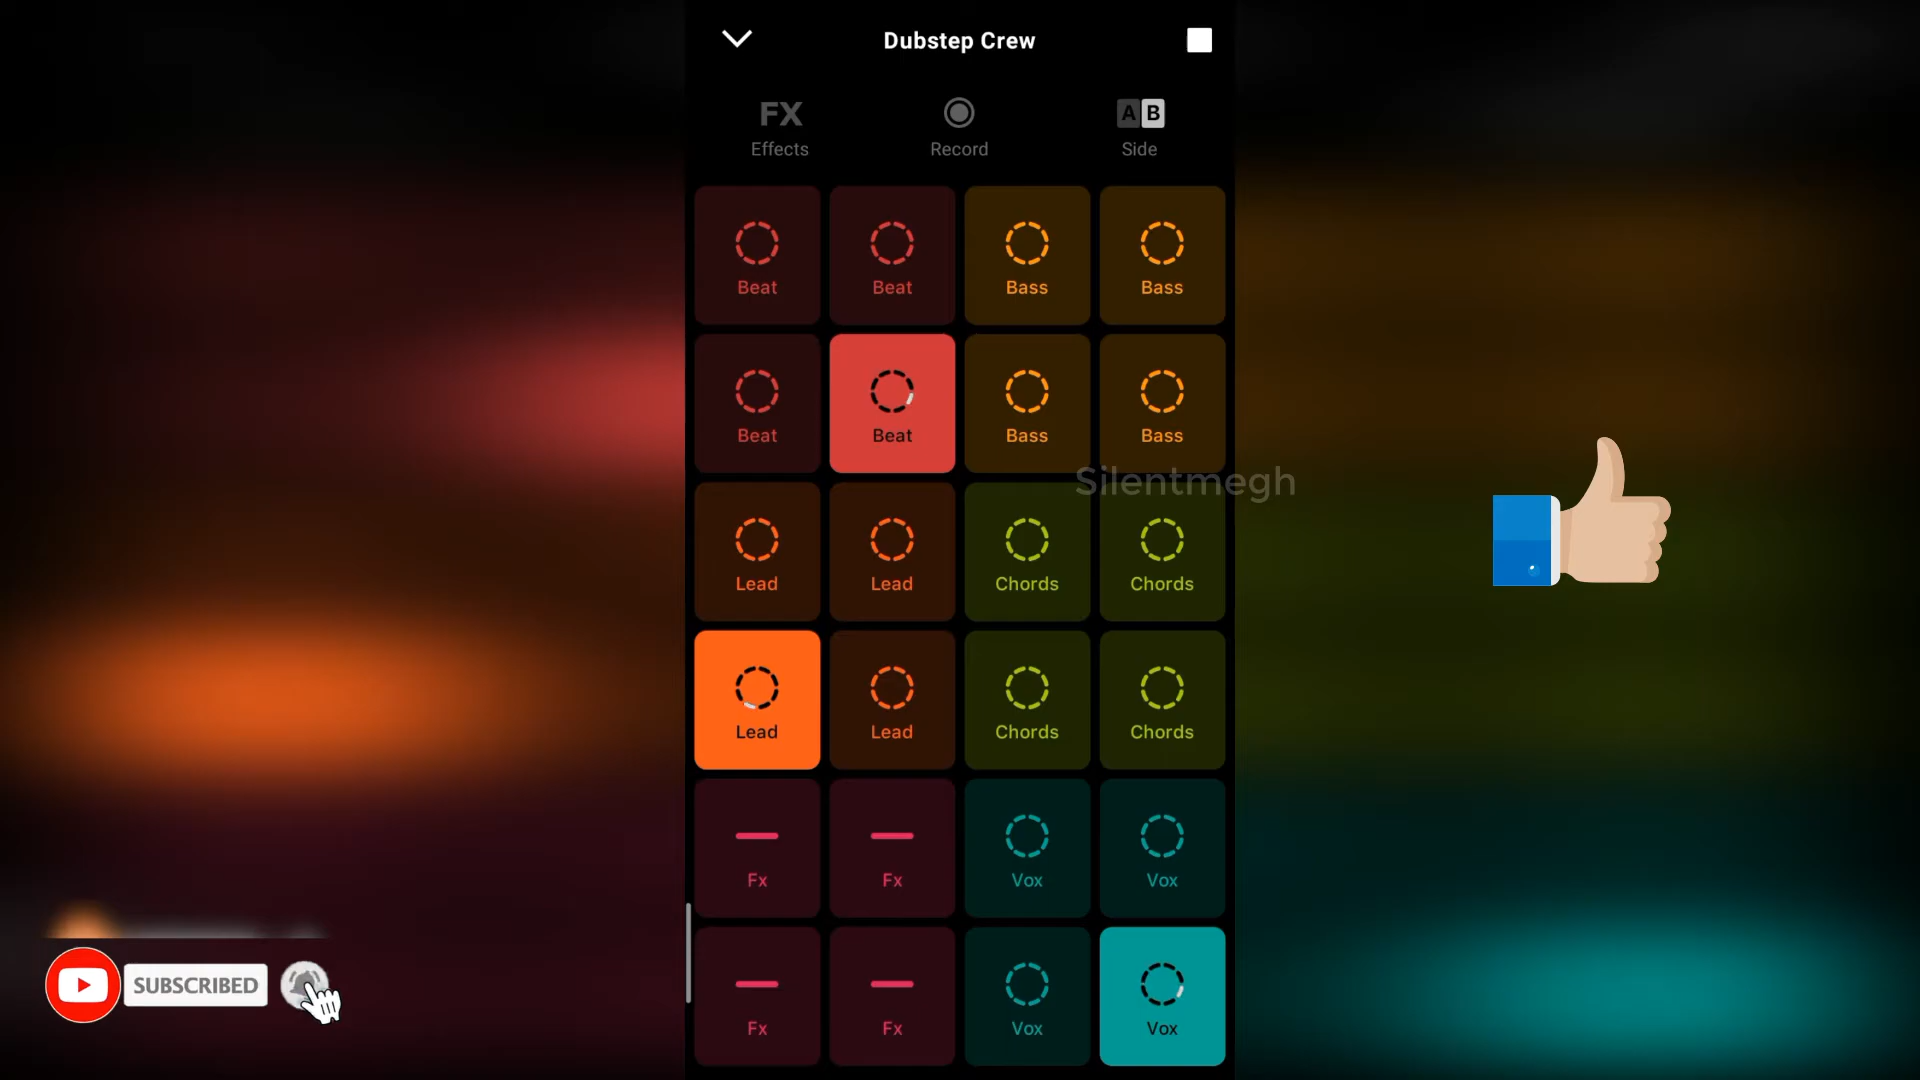 Dubstep Crew
FX
A B
Effects
Record
Side
Beat
Beat
Bass
Bass
Beat
Beat
Bass
Bass
Silentmegh
Lead
Lead
Chords
Chords
Lead
Lead
Chords
Chords
Fx
Fx
Vox
Vox
SUBSCRIBED
Fx
Fx
Vox
Vox